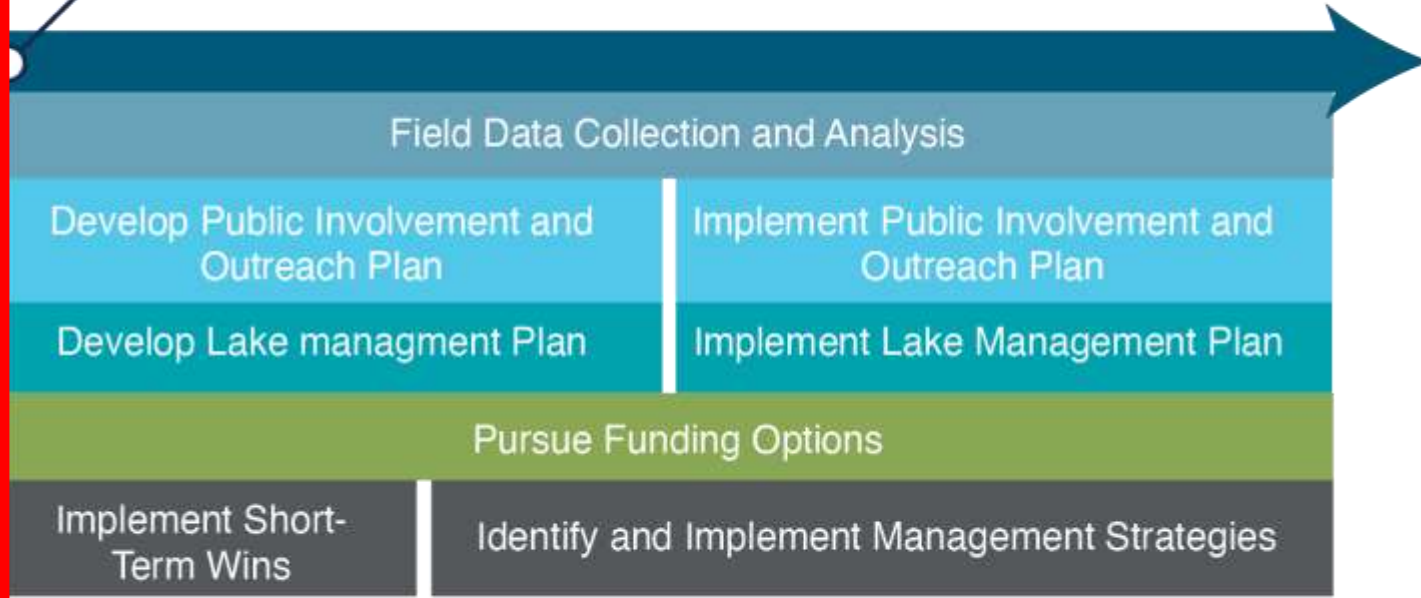 Field Data Collection and Analysis
Develop Public Involvement and
Outreach Plan
Implement Public Involvement and
Outreach Plan
Develop Lake managment Plan
Implement Lake Management Plan
Pursue Funding Options
Implement Short-
Term Wins
Identify and Implement Management Strategies